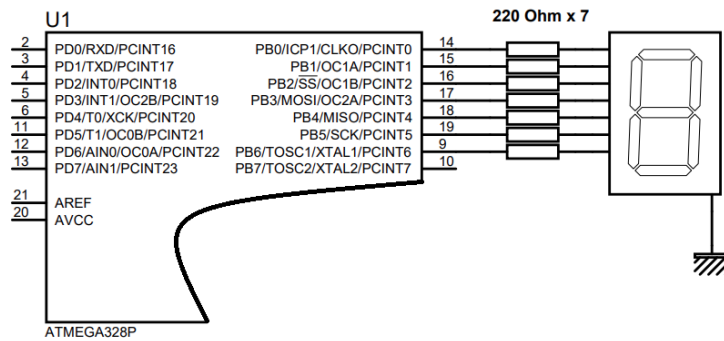 220 Ohm x 7
U1
2 PD0/RXD/PCINT16 PB0/ICP1/CLKO/PCINT0 14
3 PD1/TXD/PCINT17 PB1/OC1A/PCINT1 15
4 PD2/INT0/PCINT18 PB2/SS/OC1B/PCINT2 16
5 PD3/INT1/OC2B/PCINT19 PB3/MOSI/OC2A/PCINT3 17
6 PD4/T0/XCK/PCINT20 PB4/MISO/PCINT4 18
11 PD5/T1/OC0B/PCINT21 PB5/SCK/PCINT5 19
12 PD6/AIN0/OC0A/PCINT22 PB6/TOSC1/XTAL1/PCINT6 9
13 PD7/AIN1/PCINT23 PB7/TOSC2/XTAL2/PCINT7 10
21 AREF
20 AVCC
ATMEGA328P